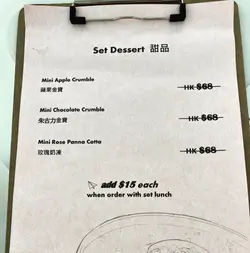 Set Dessert 甜品
Mini Apple Crumble HK $68
蘋果金寶
Mini Chocolate Crumble HK $68
朱古力金寶
Mini Rose Panna Cotta HK $68
玫瑰奶凍
add $15 each
when order with set lunch